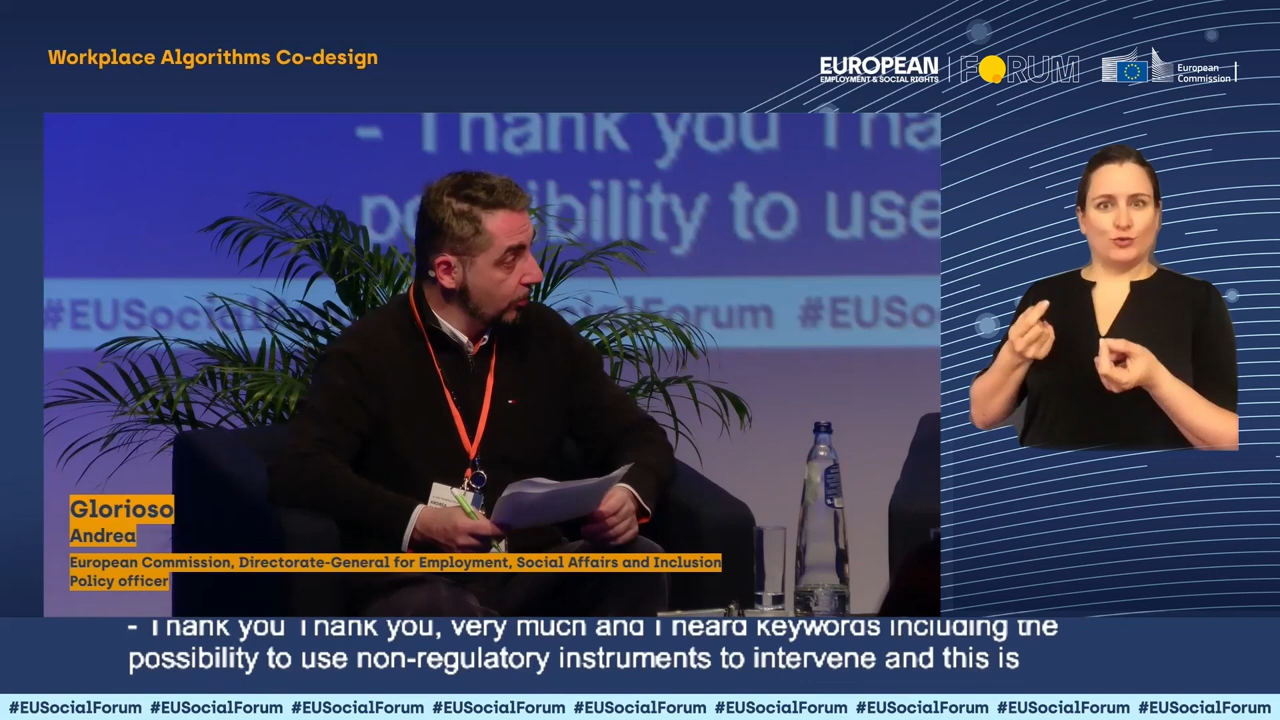 Workplace Algorithms Co-design
EUROPEAN
EMPLOYMENT & SOCIAL RIGHTS
FORUM
European
Commission
- Thank you Tha
possibility to use
#EUSocialForum #EUSo
Glorioso
Andrea
European Commission, Directorate-General for Employment, Social Affairs and Inclusion
Policy officer
- Thank you Thank you, very much and I heard keywords including the
possibility to use non-regulatory instruments to intervene and this is
#EUSocialForum #EUSocialForum #EUSocialForum #EUSocialForum #EUSocialForum #EUSocialForum #EUSocialForum #EUSocialForum #EUSocialForum